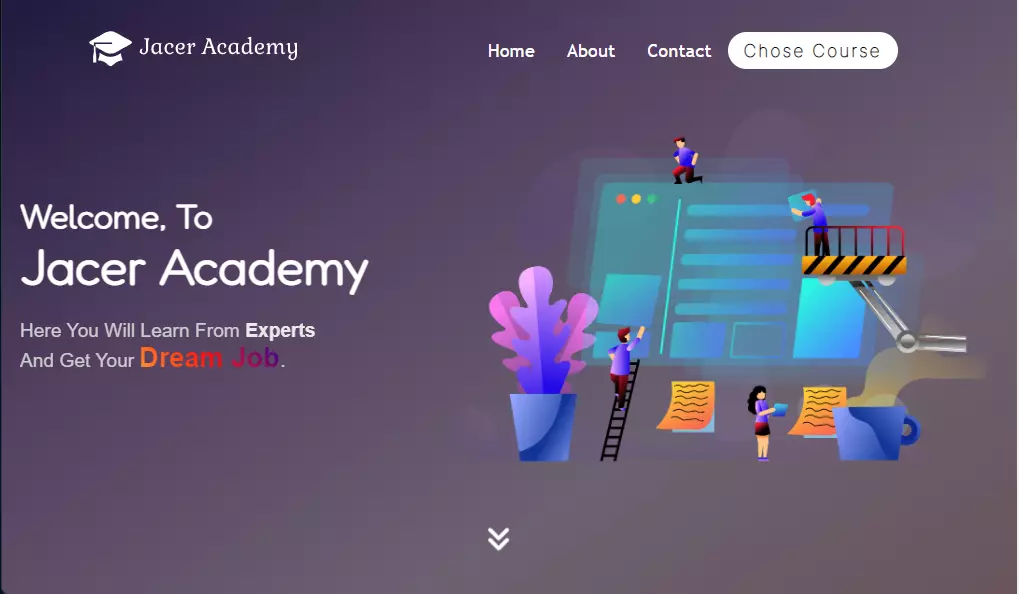 Jacer Academy
Home About Contact Chose Course
Welcome, To
Jacer Academy
Here You Will Learn From Experts
And Get Your Dream Job.